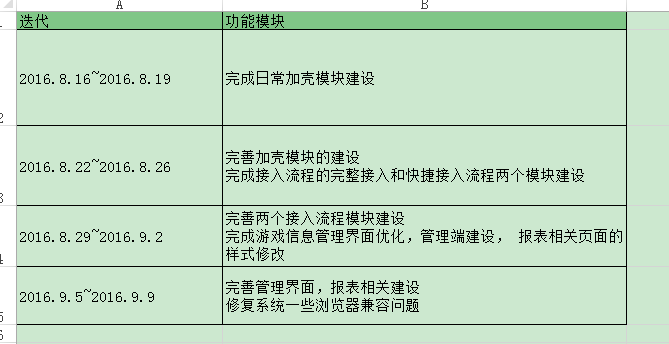 A B
迭代 功能模块
2016.8.16~2016.8.19 完成日常加壳模块建设
2
完善加壳模块的建设
2016.8.22~2016.8.26
完成接入流程的完整接入和快捷接入流程两个模块建设
3
完善两个接入流程模块建设
2016.8.29~2016.9.2 完成游戏信息管理界面优化，管理端建设， 报表相关页面的
样式修改
4
完善管理界面，报表相关建设
2016.9.5~2016.9.9
修复系统一些浏览器兼容问题
5
6